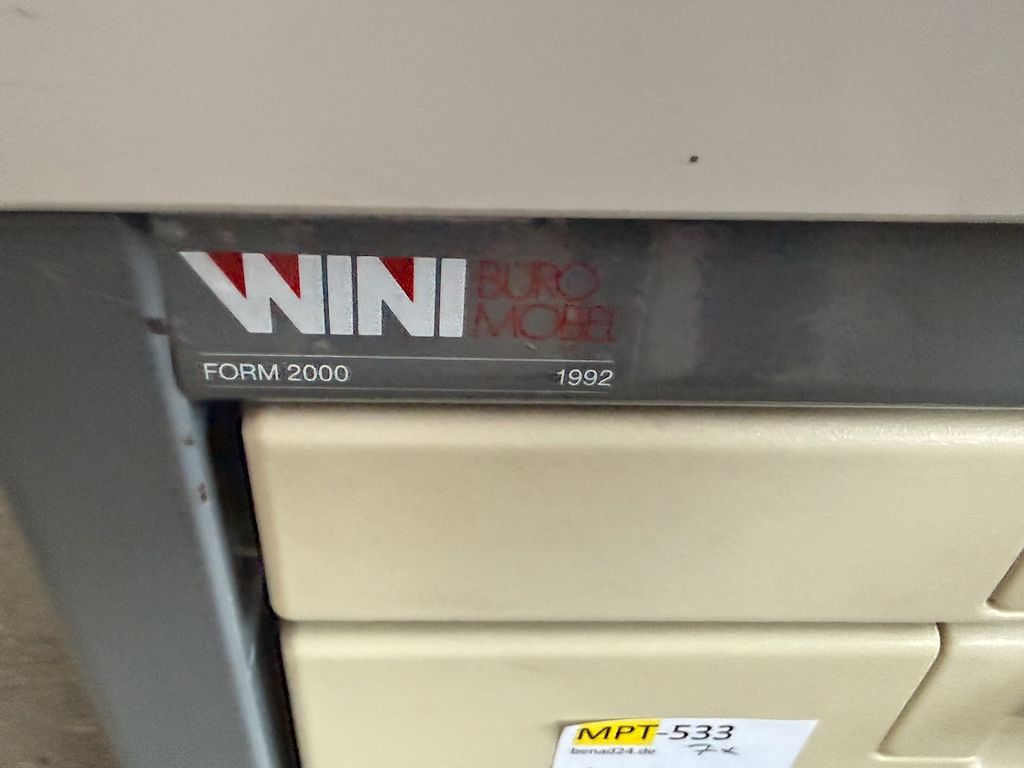 WINI BÜRO
MÖBEL
FORM 2000 1992
MPT-533
benad24.de 7x